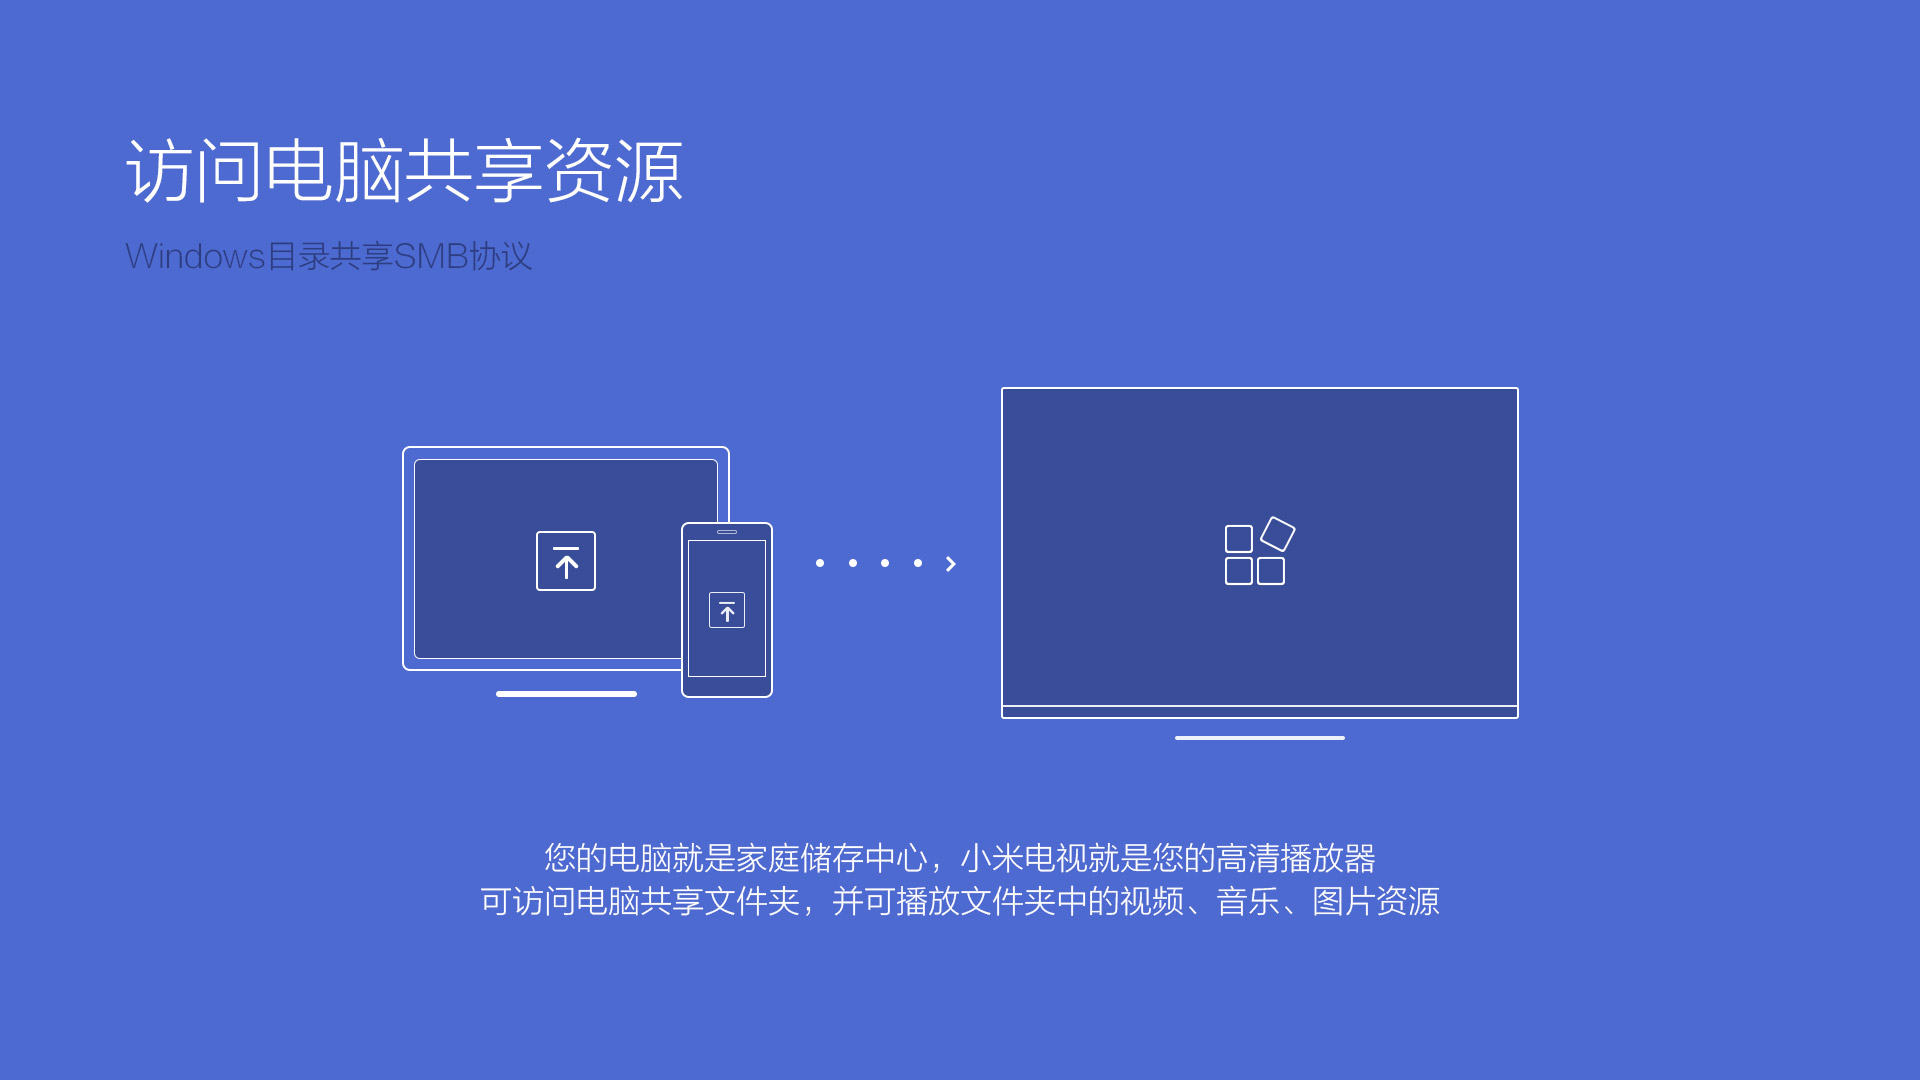 访问电脑共享资源
Windows目录共享SMB协议
您的电脑就是家庭储存中心，小米电视就是您的高清播放器
可访问电脑共享文件夹，并可播放文件夹中的视频、音乐、图片资源